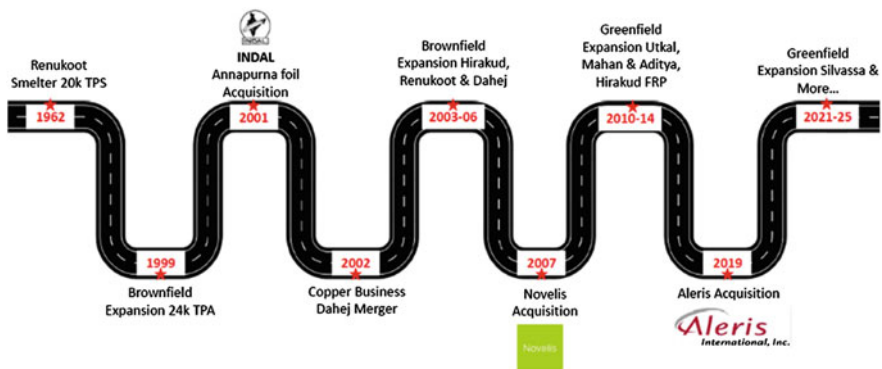 Renukoot
Smelter 20k TPS
1962
Brownfield
Expansion 24k TPA
1999
INDAL
INDAL
Annapurna foil
Acquisition
2001
Copper Business
Dahej Merger
2002
Brownfield
Expansion Hirakud,
Renukoot & Dahej
2003-06
Novelis
Acquisition
2007
Novelis
Greenfield
Expansion Utkal,
Mahan & Aditya,
Hirakud FRP
2010-14
Aleris Acquisition
2019
Aleris
International, Inc.
Greenfield
Expansion Silvassa &
More...
2021-25